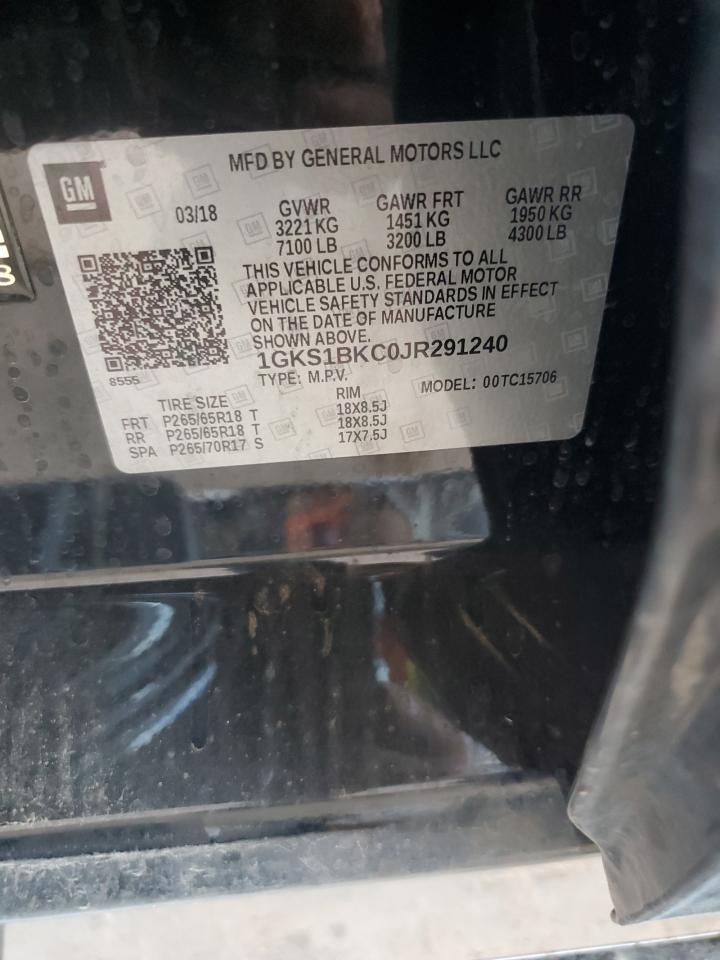 MFD BY GENERAL MOTORS LLC
GM
03/18
GVWR
3221 KG
7100 LB
GAWR FRT
1451 KG
3200 LB
GAWR RR
1950 KG
4300 LB
THIS VEHICLE CONFORMS TO ALL
APPLICABLE U.S. FEDERAL MOTOR
VEHICLE SAFETY STANDARDS IN EFFECT
ON THE DATE OF MANUFACTURE
SHOWN ABOVE.
8555
1GKS1BKC0JR291240
TYPE: M.P.V.
MODEL: 00TC15706
TIRE SIZE RIM
FRT P265/65R18 T 18X8.5J
RR P265/65R18 T 18X8.5J
SPA P265/70R17 S 17X7.5J
8